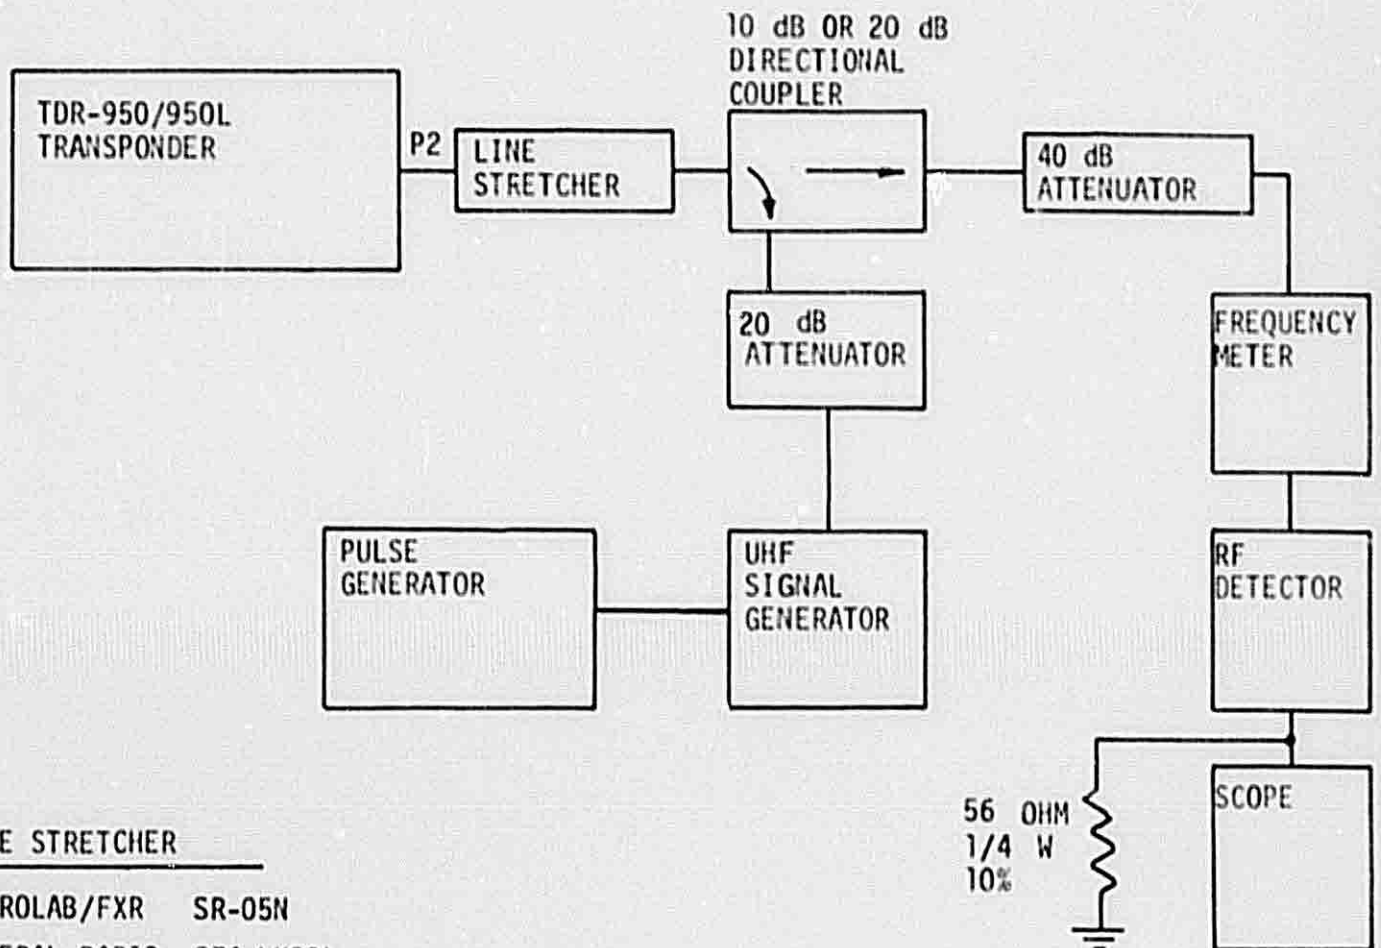 10 dB OR 20 dB
DIRECTIONAL
COUPLER
TDR-950/950L
TRANSPONDER
P2
LINE
STRETCHER
40 dB
ATTENUATOR
20 dB
ATTENUATOR
FREQUENCY
METER
PULSE
GENERATOR
UHF
SIGNAL
GENERATOR
RF
DETECTOR
56 OHM
1/4 W
10%
SCOPE
E STRETCHER
ROLAB/FXR SR-05N